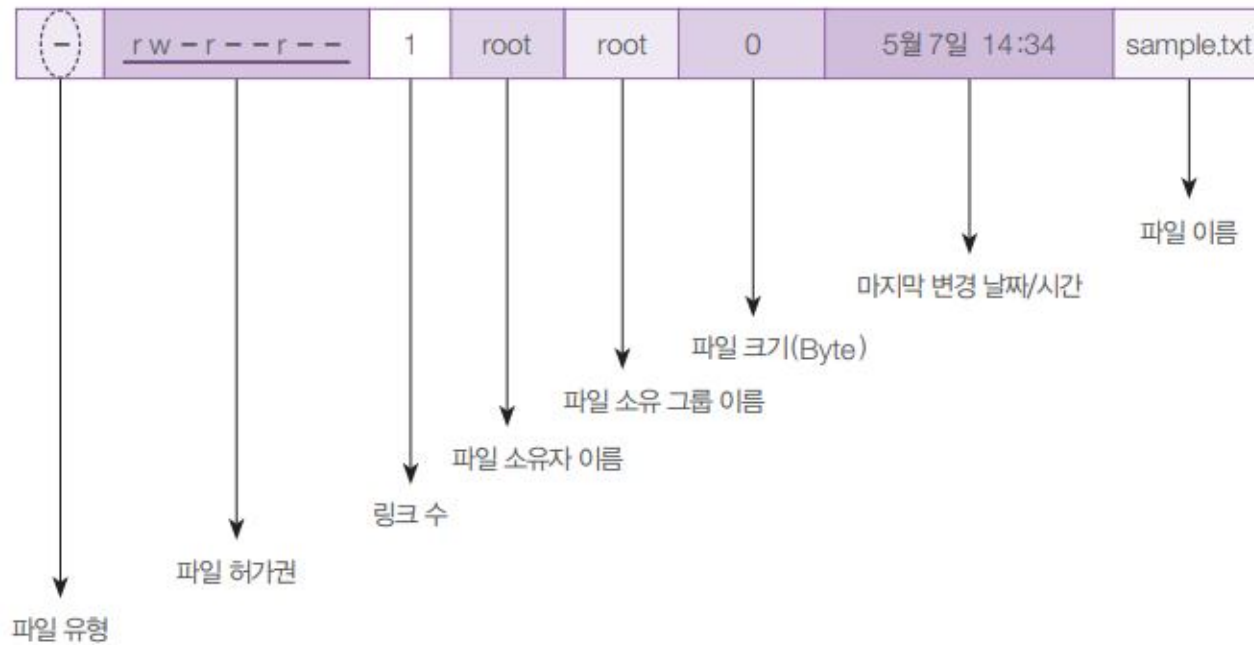 - rw-r--r-- 1 root root 0 5월 7일 14:34 sample.txt
파일 이름
마지막 변경 날짜/시간
파일 크기(Byte)
파일 소유 그룹 이름
파일 소유자 이름
링크 수
파일 허가권
파일 유형